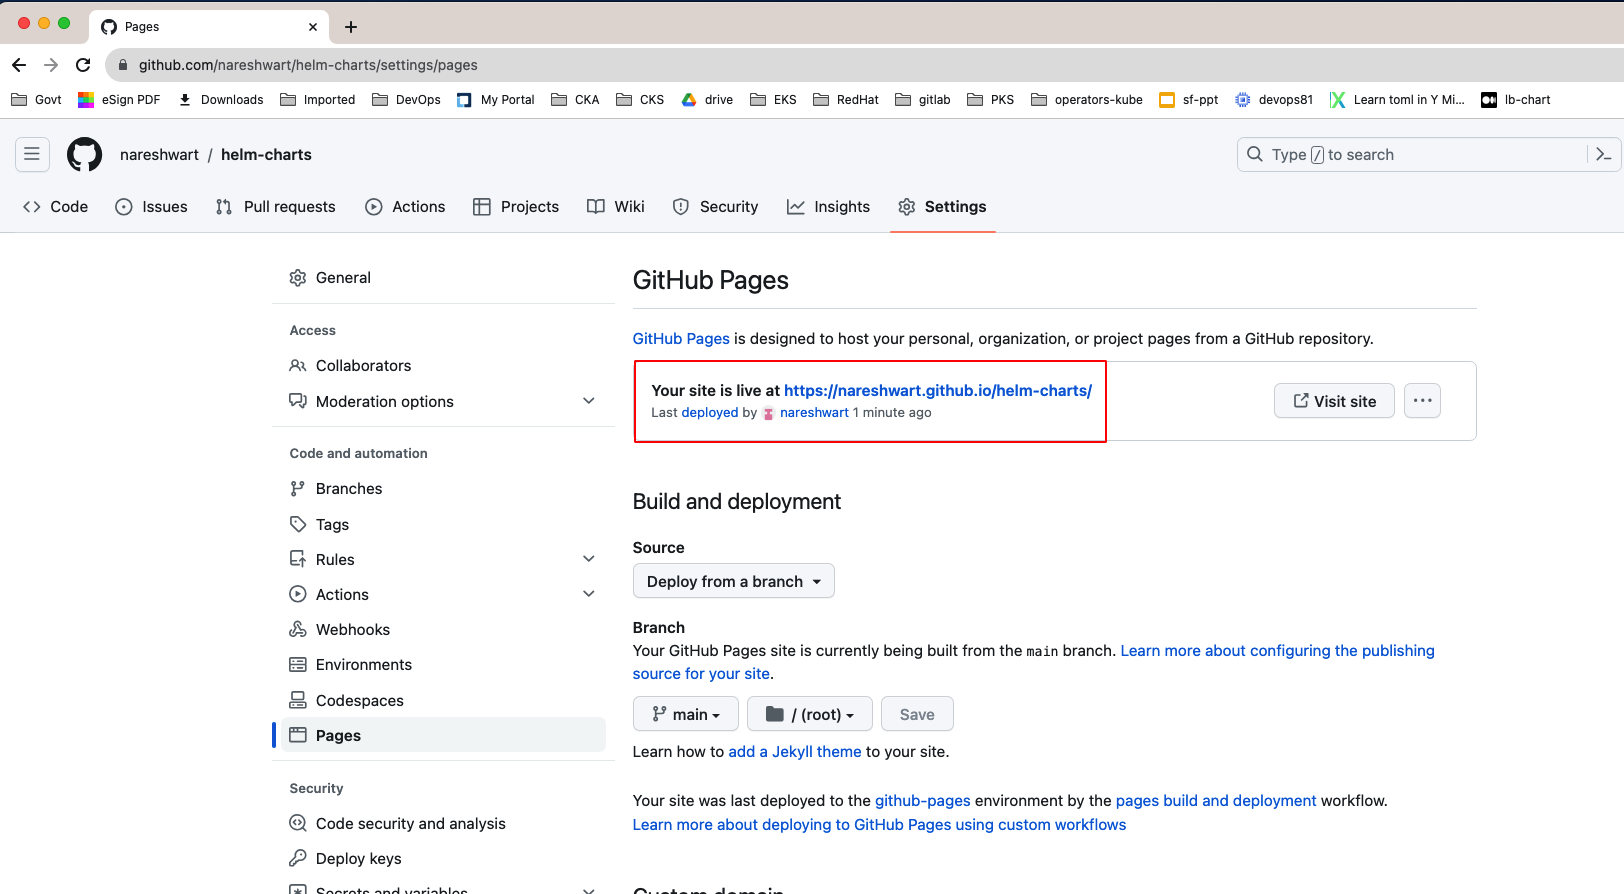 Pages
github.com/nareshwart/helm-charts/settings/pages
Govt eSign PDF Downloads Imported DevOps My Portal CKA CKS drive EKS RedHat gitlab PKS operators-kube sf-ppt devops81 Learn toml in Y Mi... lb-chart
nareshwart / helm-charts
Type / to search
Code Issues Pull requests Actions Projects Wiki Security Insights Settings
General
Access
Collaborators
Moderation options
Code and automation
Branches
Tags
Rules
Actions
Webhooks
Environments
Codespaces
Pages
Security
Code security and analysis
Deploy keys
Secrets and variables
GitHub Pages
GitHub Pages is designed to host your personal, organization, or project pages from a GitHub repository.
Your site is live at https://nareshwart.github.io/helm-charts/
Last deployed by nareshwart 1 minute ago
Visit site
Build and deployment
Source
Deploy from a branch
Branch
Your GitHub Pages site is currently being built from the main branch. Learn more about configuring the publishing
source for your site.
main / (root) Save
Learn how to add a Jekyll theme to your site.
Your site was last deployed to the github-pages environment by the pages build and deployment workflow.
Learn more about deploying to GitHub Pages using custom workflows
Custom domain